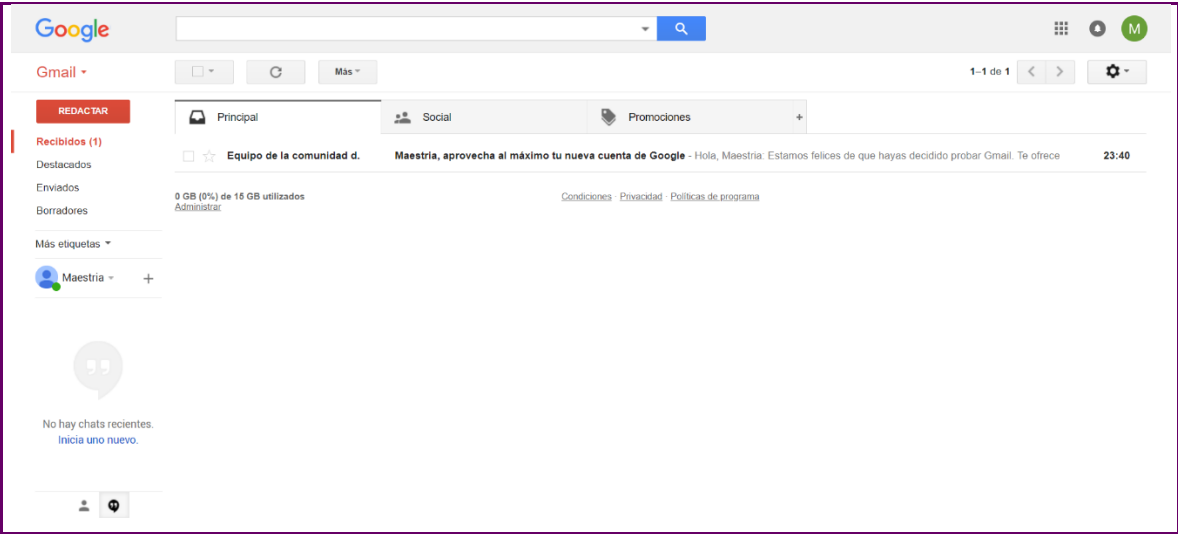 Google
M
Gmail
Más
1–1 de 1
REDACTAR
Principal
Social
Promociones
+
Recibidos (1)
Equipo de la comunidad d.
Maestria, aprovecha al máximo tu nueva cuenta de Google - Hola, Maestria: Estamos felices de que hayas decidido probar Gmail. Te ofrece
23:40
Destacados
Enviados
Borradores
0 GB (0%) de 15 GB utilizados
Administrar
Condiciones · Privacidad · Políticas de programa
Más etiquetas
Maestria
+
No hay chats recientes.
Inicia uno nuevo.